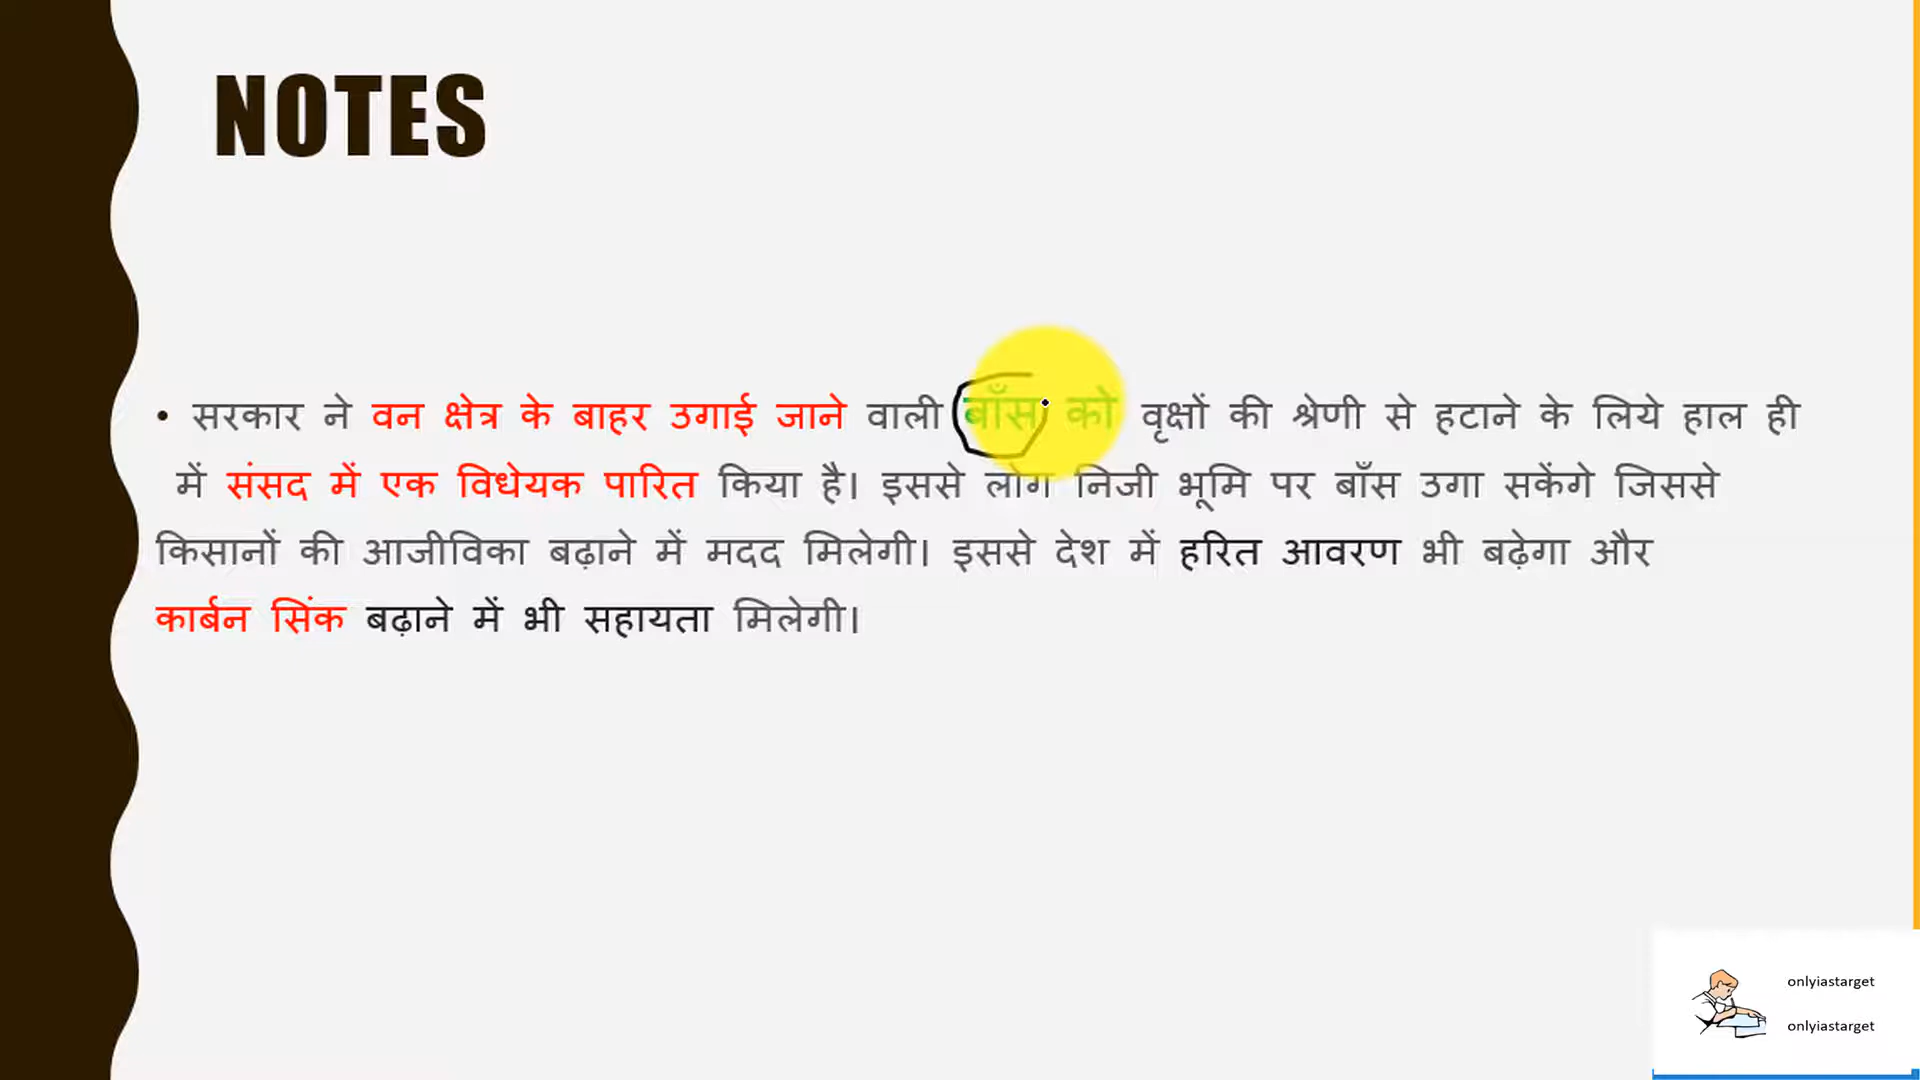 NOTES
• सरकार ने वन क्षेत्र के बाहर उगाई जाने वाली बाँस को वृक्षों की श्रेणी से हटाने के लिये हाल ही
में संसद में एक विधेयक पारित किया है। इससे लोग निजी भूमि पर बाँस उगा सकेंगे जिससे
किसानों की आजीविका बढ़ाने में मदद मिलेगी। इससे देश में हरित आवरण भी बढ़ेगा और
कार्बन सिंक बढ़ाने में भी सहायता मिलेगी।
onlyiastarget
onlyiastarget